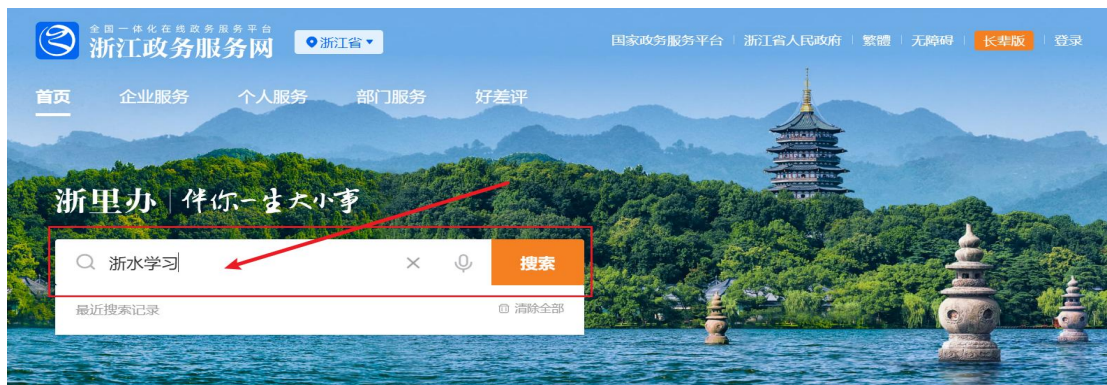 全国一体化在线政务服务平台
浙江政务服务网
浙江省
国家政务服务平台 浙江省人民政府 繁體 无障碍 长辈版 登录
首页 企业服务 个人服务 部门服务 好差评
浙里办 伴你一生大小事
浙水学习 搜索
最近搜索记录 清除全部